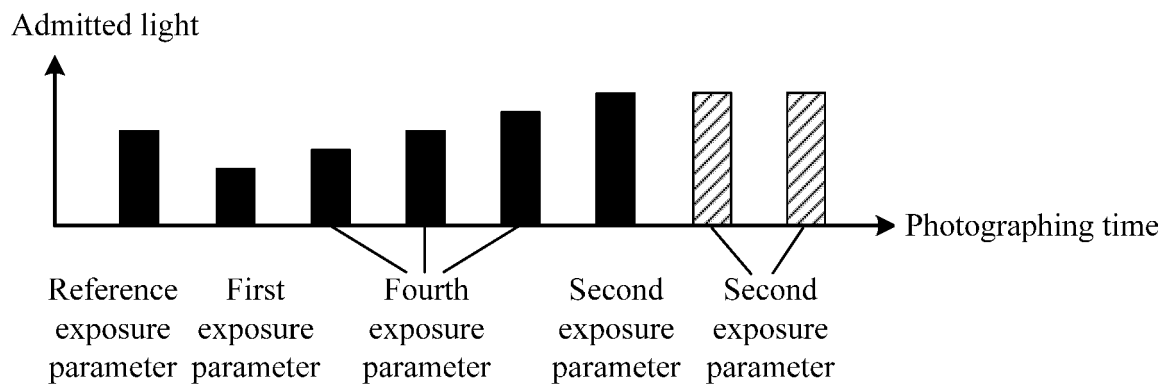 Admitted light
Photographing time
Reference
exposure
parameter
First
exposure
parameter
Fourth
exposure
parameter
Second
exposure
parameter
Second
exposure
parameter